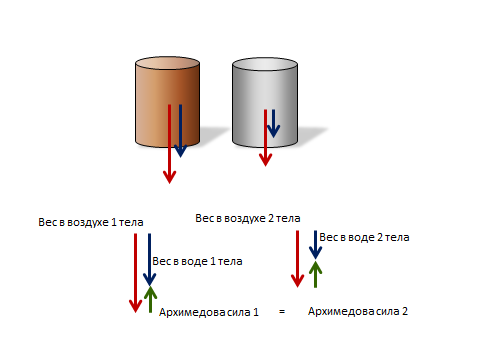 Вес в воздухе 1 тела
Вес в воздухе 2 тела
Вес в воде 2 тела
Вес в воде 1 тела
Архимедова сила 1 = Архимедова сила 2